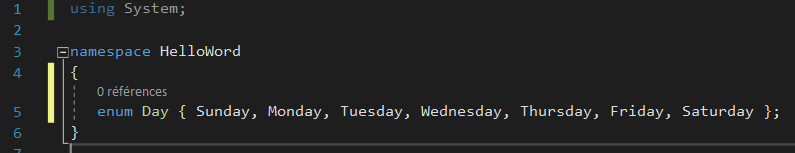 1 using System;
2
3 namespace HelloWord
4 {
0 références
5 enum Day { Sunday, Monday, Tuesday, Wednesday, Thursday, Friday, Saturday };
6 }
7